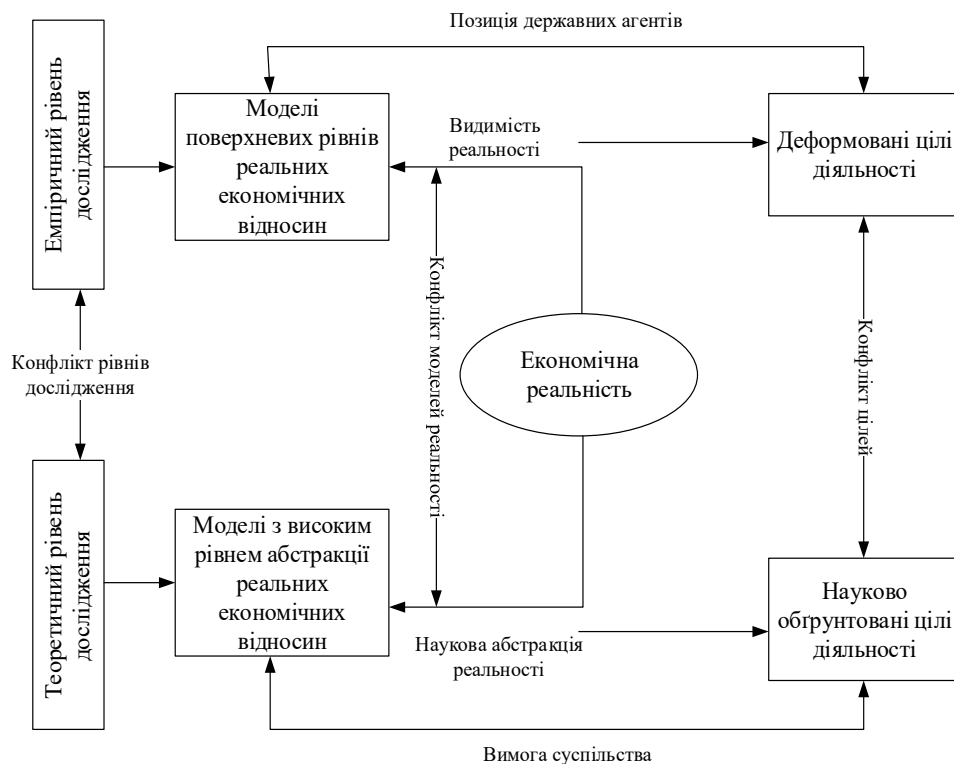 Позиція державних агентів
Емпіричний рівень
дослідження
Моделі
поверхневих рівнів
реальних
економічних
відносин
Видимість
реальності
Деформовані цілі
діяльності
Конфлікт рівнів
дослідження
Конфлікт моделей реальності
Економічна
реальність
Конфлікт цілей
Теоретичний рівень
дослідження
Моделі з високим
рівнем абстракції
реальних
економічних
відносин
Наукова абстракція
реальності
Науково
обґрунтовані цілі
діяльності
Вимога суспільства